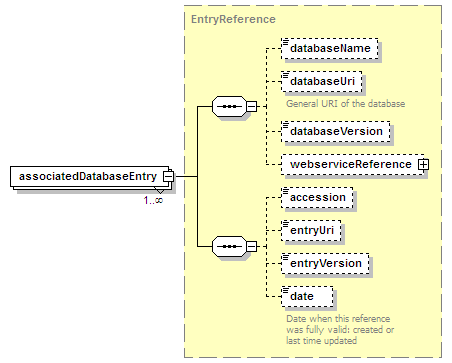 EntryReference
databaseName
databaseUri
General URI of the database
databaseVersion
webserviceReference
associatedDatabaseEntry
1..∞
accession
entryUri
entryVersion
date
Date when this reference
was fully valid: created or
last time updated